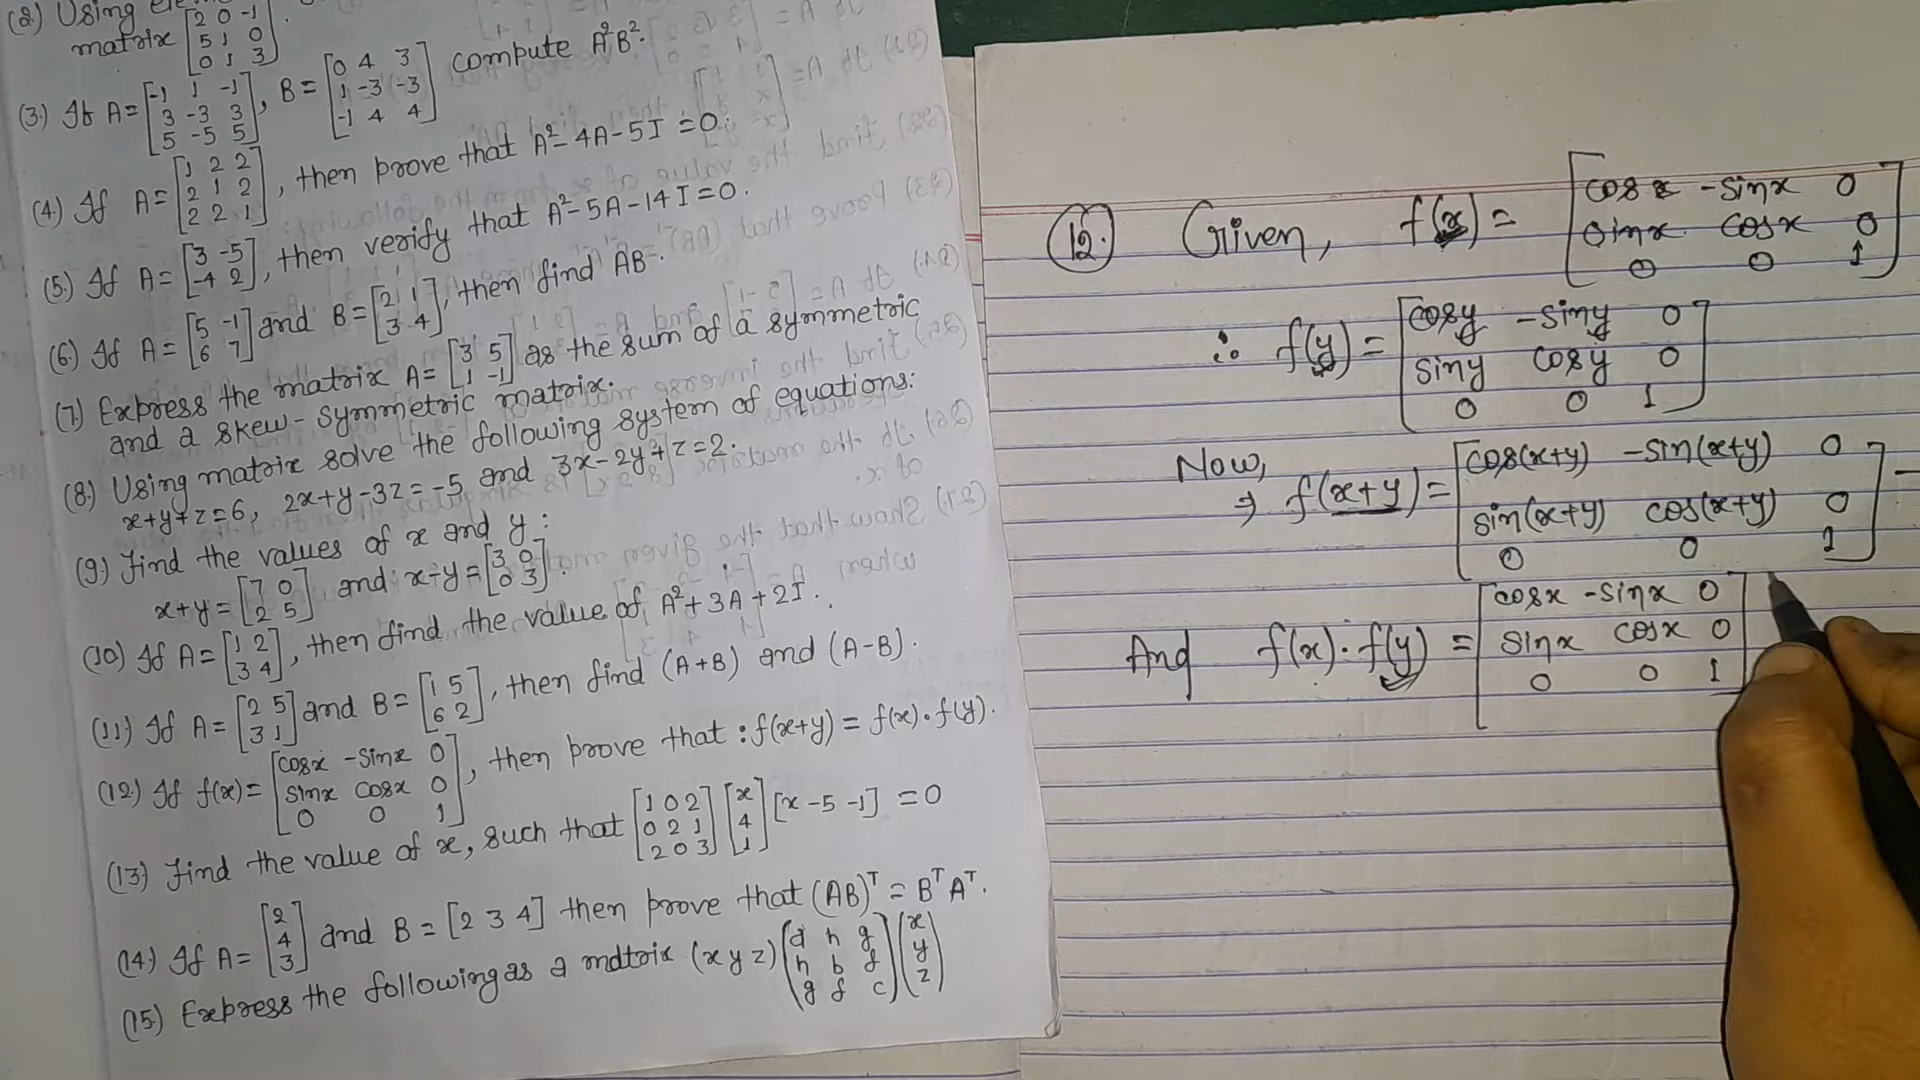 (2) Using
matrix [2 0 -1
5 1 0
0 1 3].
(3.) If A= [-1 1 -1
3 -3 3
5 -5 5], B= [0 4 3
1 -3 -3
-1 4 4] compute A²B².
(4.) If A= [1 2 2
2 1 2
2 2 1], then prove that A²-4A-5I=0.
(5.) If A= [3 -5
-4 2], then verify that A²-5A-14I=0.
(6.) If A= [5 -1
6 7] and B= [2 1
3 4], then find AB.
(7.) Express the matrix A= [3 5
1 -1] as the sum of a symmetric
and a skew-symmetric matrix.
(8.) Using matrix solve the following system of equations:
x+y+z=6, 2x+y-3z=-5 and 3x-2y+z=2.
(9.) Find the values of x and y:
x+y= [7 0
2 5] and x-y= [3 0
0 3].
(10) If A= [1 2
3 4], then find the value of A²+3A+2I.
(11.) If A= [2 5
3 1] and B= [1 5
6 2], then find (A+B) and (A-B).
(12.) If f(x)= [cosx -sinx 0
sinx cosx 0
0 0 1], then prove that: f(x+y) = f(x).f(y).
(13.) Find the value of x, such that [1 0 2
0 2 1
2 0 3] [x
4
1] [x -5 -1] =0
(14.) If A= [2
4
3] and B= [2 3 4] then prove that (AB)ᵀ = BᵀAᵀ.
(15.) Express the following as a matrix (x y z) (a h g
h b f
g f c) (x
y
z)
(12.) Given, f(x)= [cosx -sinx 0
sinx cosx 0
0 0 1]
∴ f(y)= [cosy -siny 0
siny cosy 0
0 0 1]
Now,
⇒ f(x+y)= [cos(x+y) -sin(x+y) 0
sin(x+y) cos(x+y) 0
0 0 1] -
And f(x).f(y) = [cosx -sinx 0
sinx cosx 0
0 0 1]